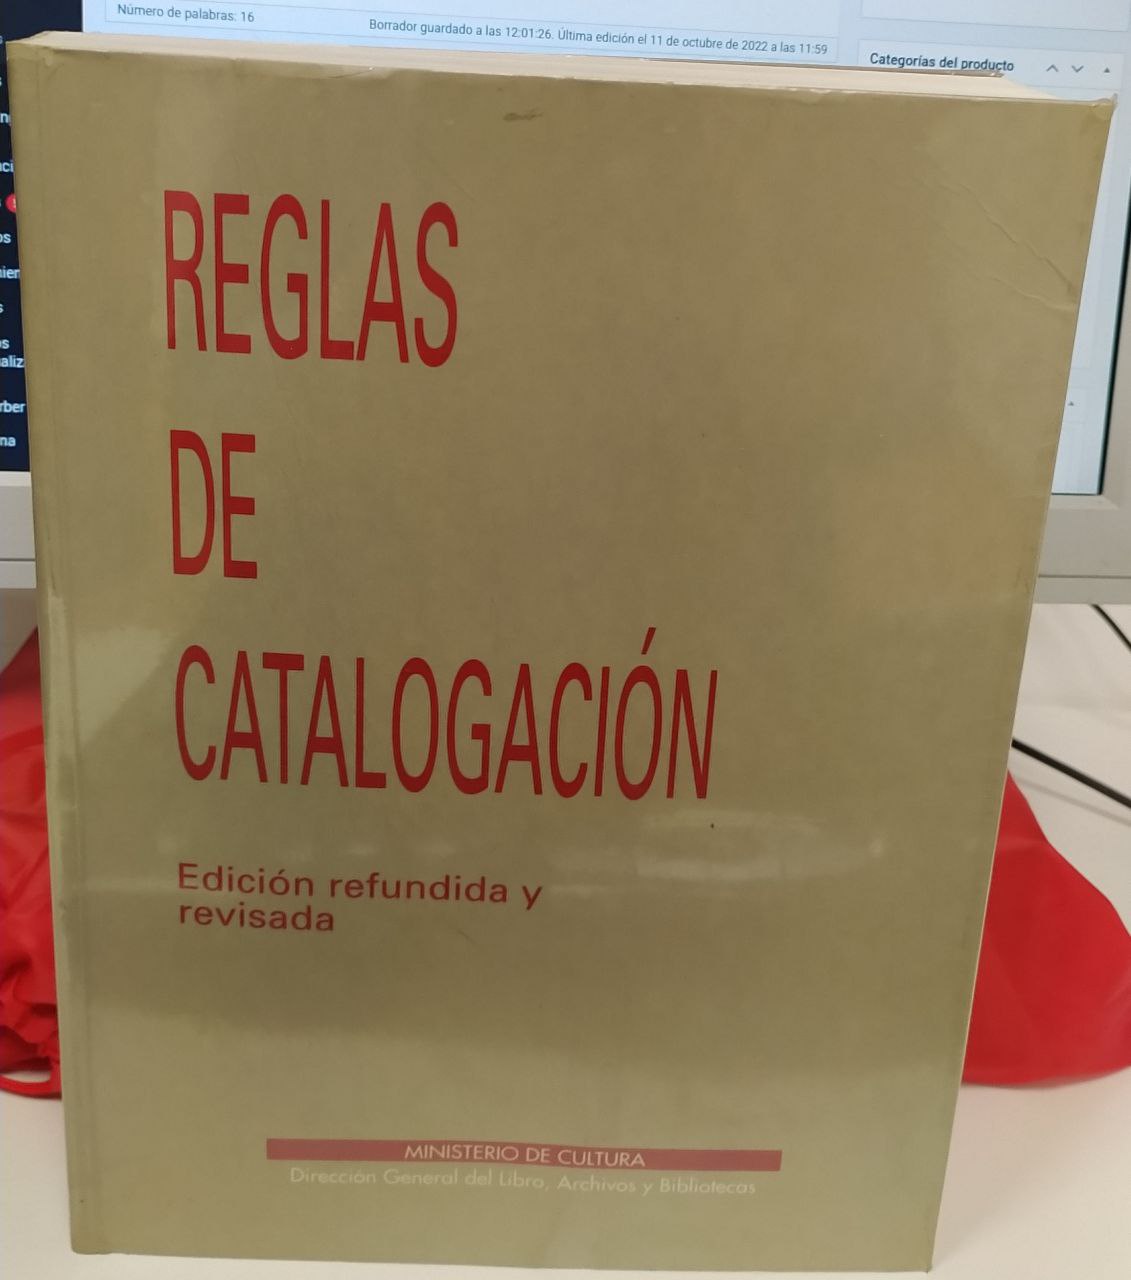 Número de palabras: 16
Borrador guardado a las 12:01:26. Última edición el 11 de octubre de 2022 a las 11:59
Categorías del producto
REGLAS
DE
CATALOGACIÓN
Edición refundida y
revisada
MINISTERIO DE CULTURA
Dirección General del Libro, Archivos y Bibliotecas